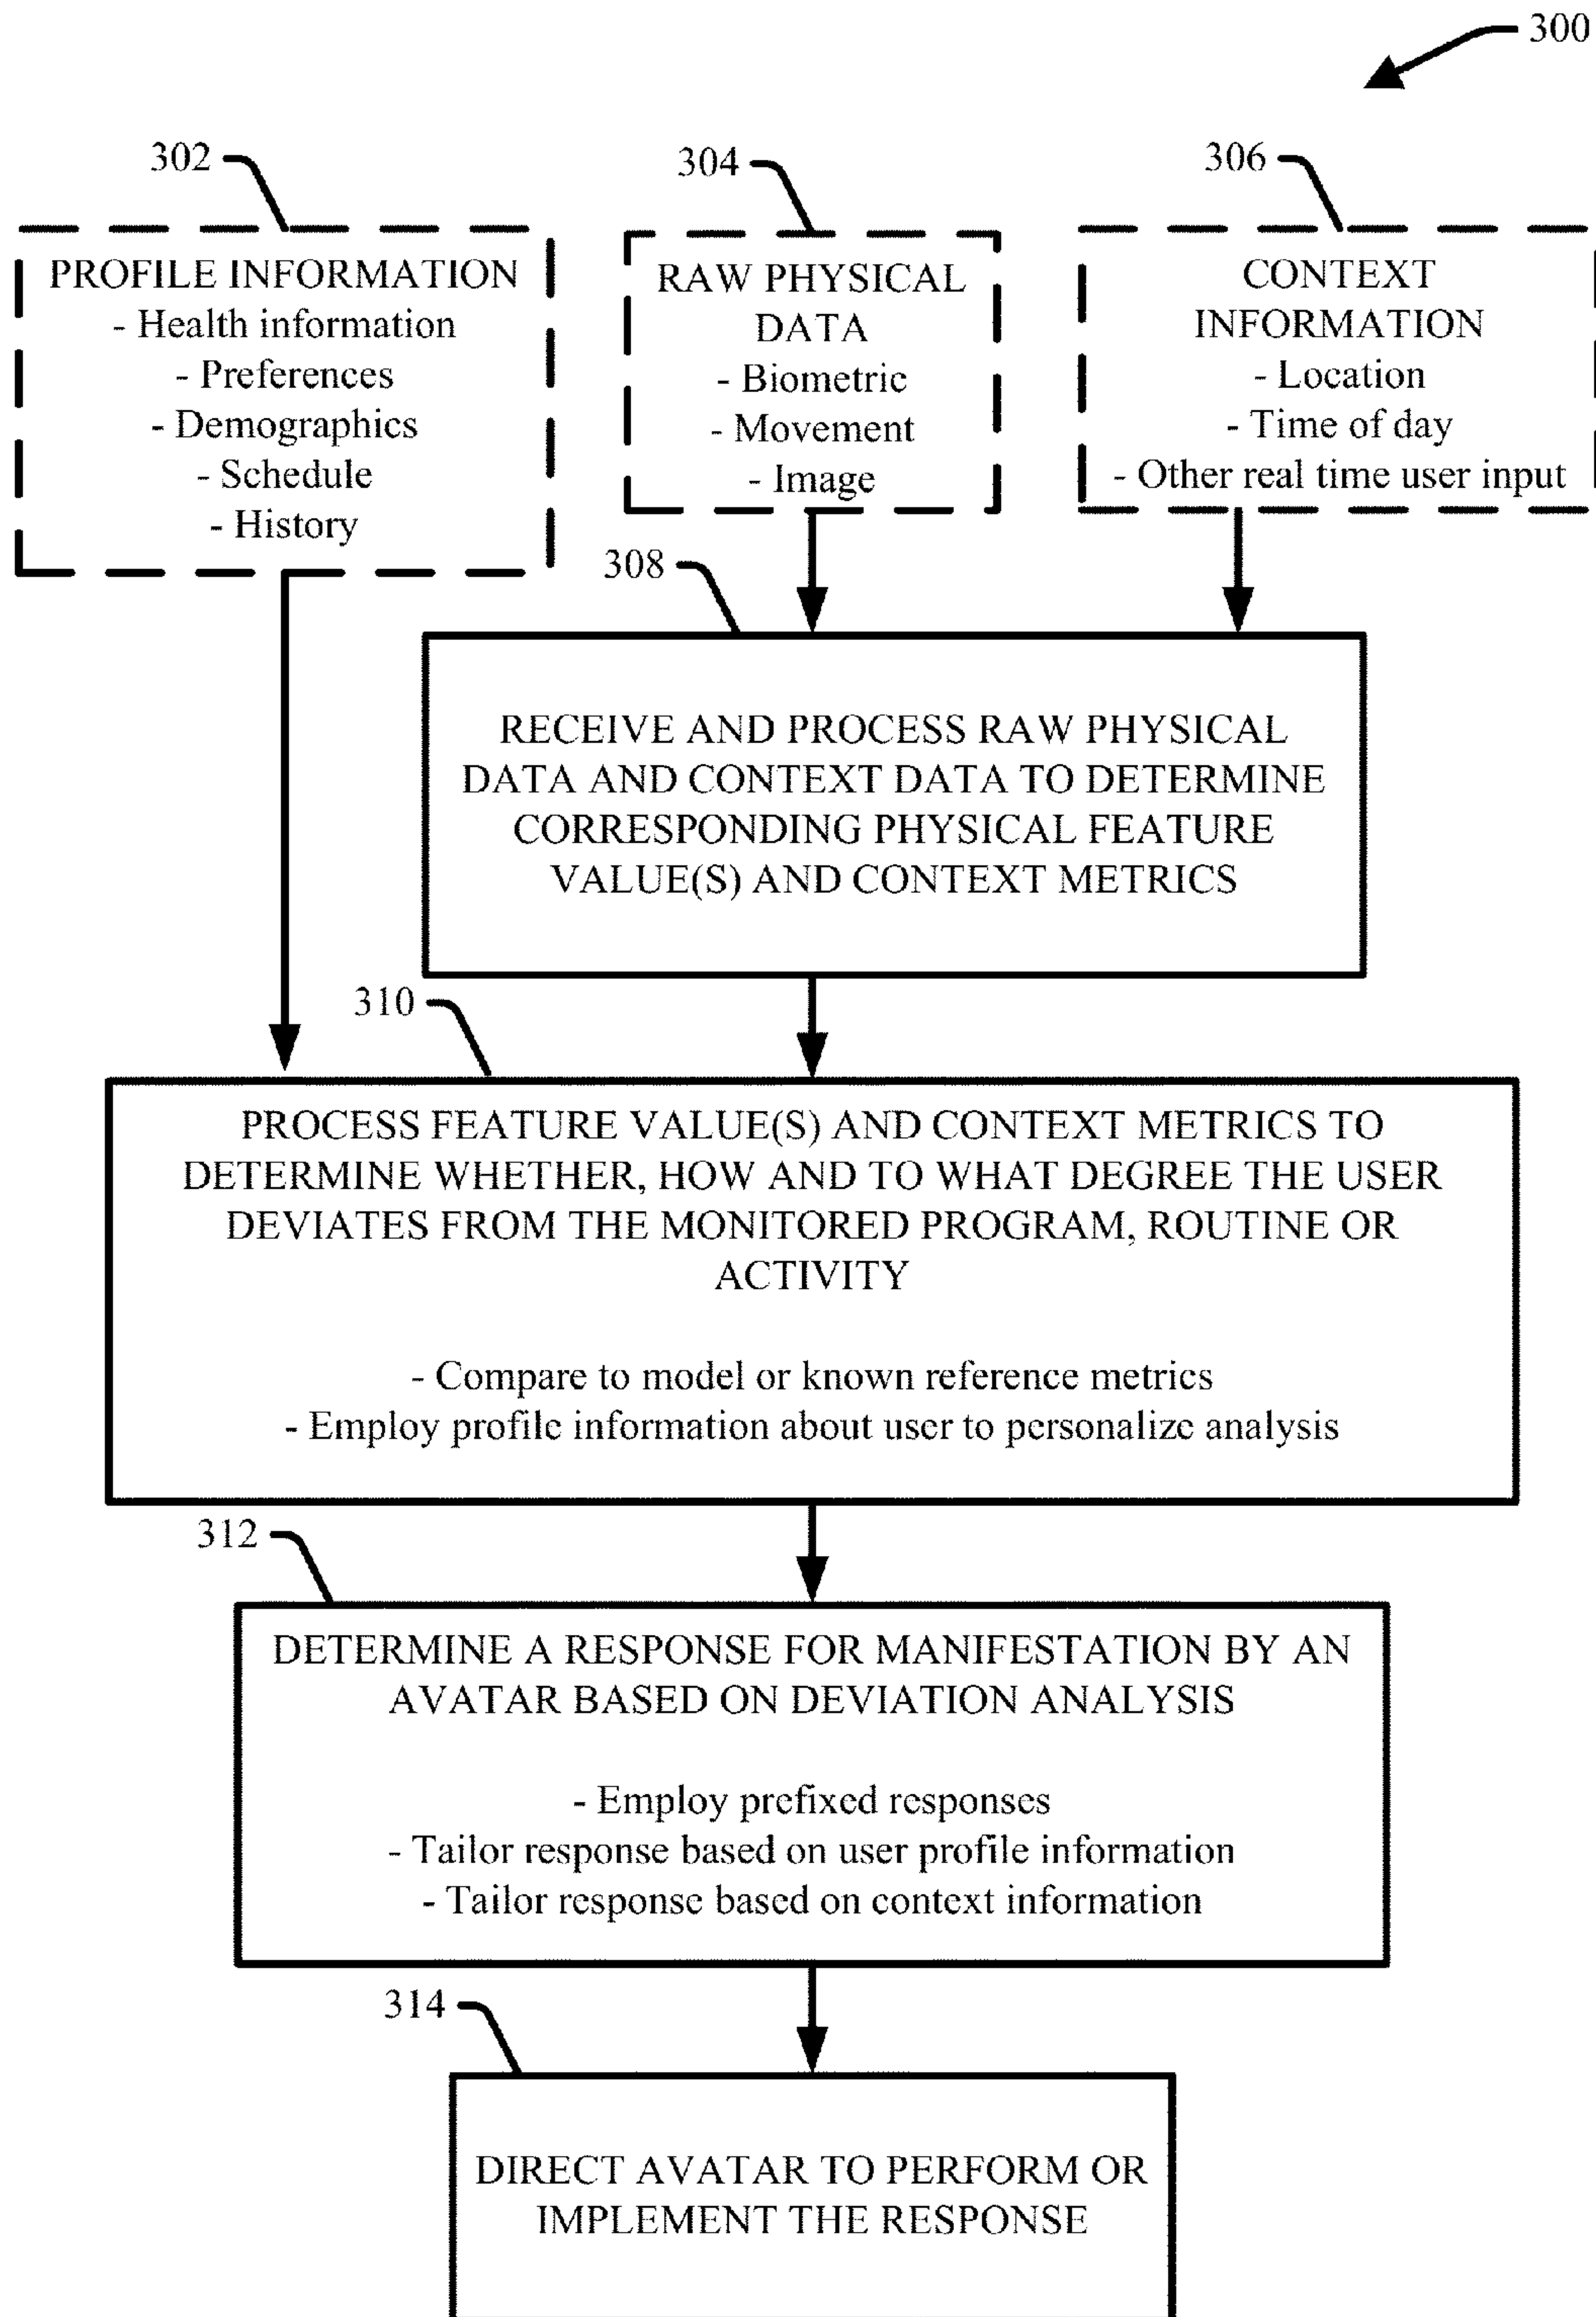 300
302
304
306
PROFILE INFORMATION
- Health information
- Preferences
- Demographics
- Schedule
- History
RAW PHYSICAL
DATA
- Biometric
- Movement
- Image
CONTEXT
INFORMATION
- Location
- Time of day
- Other real time user input
308
RECEIVE AND PROCESS RAW PHYSICAL
DATA AND CONTEXT DATA TO DETERMINE
CORRESPONDING PHYSICAL FEATURE
VALUE(S) AND CONTEXT METRICS
310
PROCESS FEATURE VALUE(S) AND CONTEXT METRICS TO
DETERMINE WHETHER, HOW AND TO WHAT DEGREE THE USER
DEVIATES FROM THE MONITORED PROGRAM, ROUTINE OR
ACTIVITY
- Compare to model or known reference metrics
- Employ profile information about user to personalize analysis
312
DETERMINE A RESPONSE FOR MANIFESTATION BY AN
AVATAR BASED ON DEVIATION ANALYSIS
- Employ prefixed responses
- Tailor response based on user profile information
- Tailor response based on context information
314
DIRECT AVATAR TO PERFORM OR
IMPLEMENT THE RESPONSE